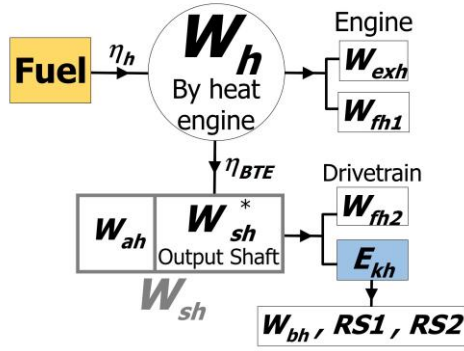 Engine
Fuel
η_h
W_h
By heat
engine
W_exh
W_fh1
η_BTE
Drivetrain
W_ah
W_sh*
Output Shaft
W_sh
W_fh2
E_kh
W_bh , RS1 , RS2